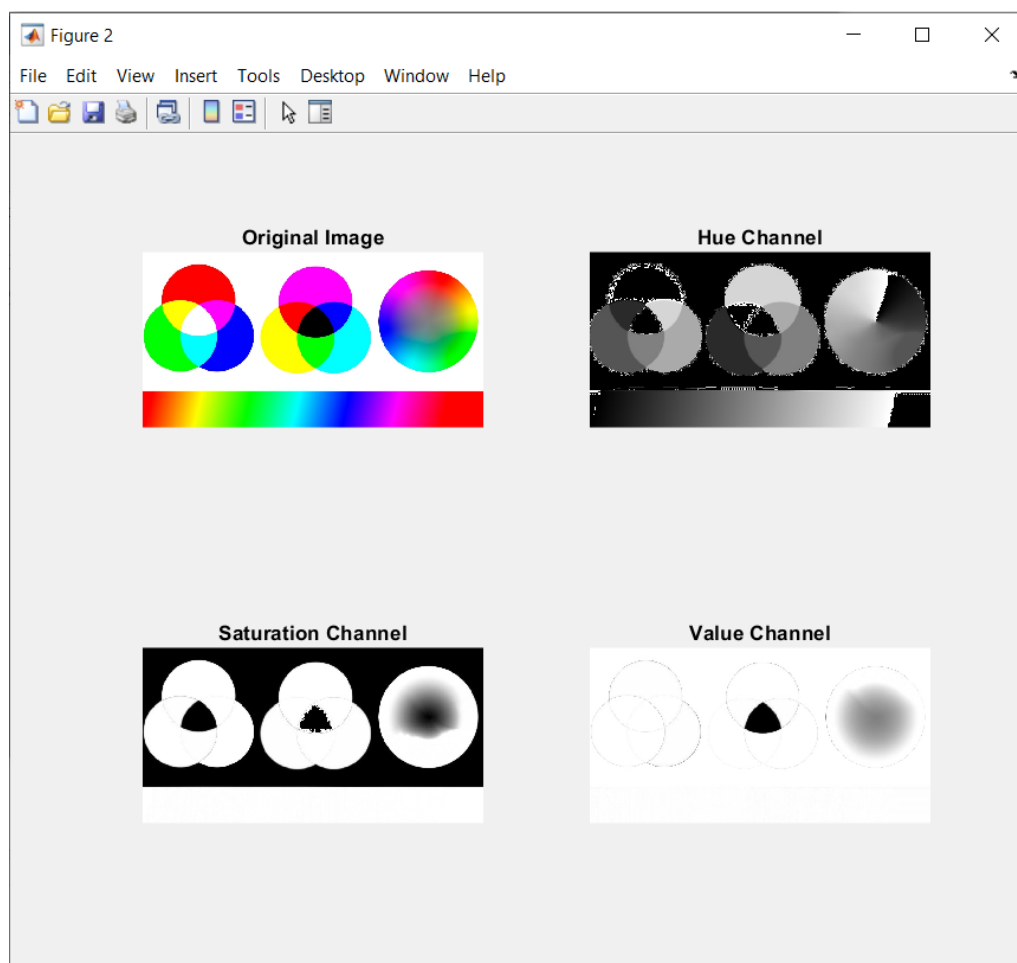 Figure 2
File Edit View Insert Tools Desktop Window Help
Original Image
Hue Channel
Saturation Channel
Value Channel